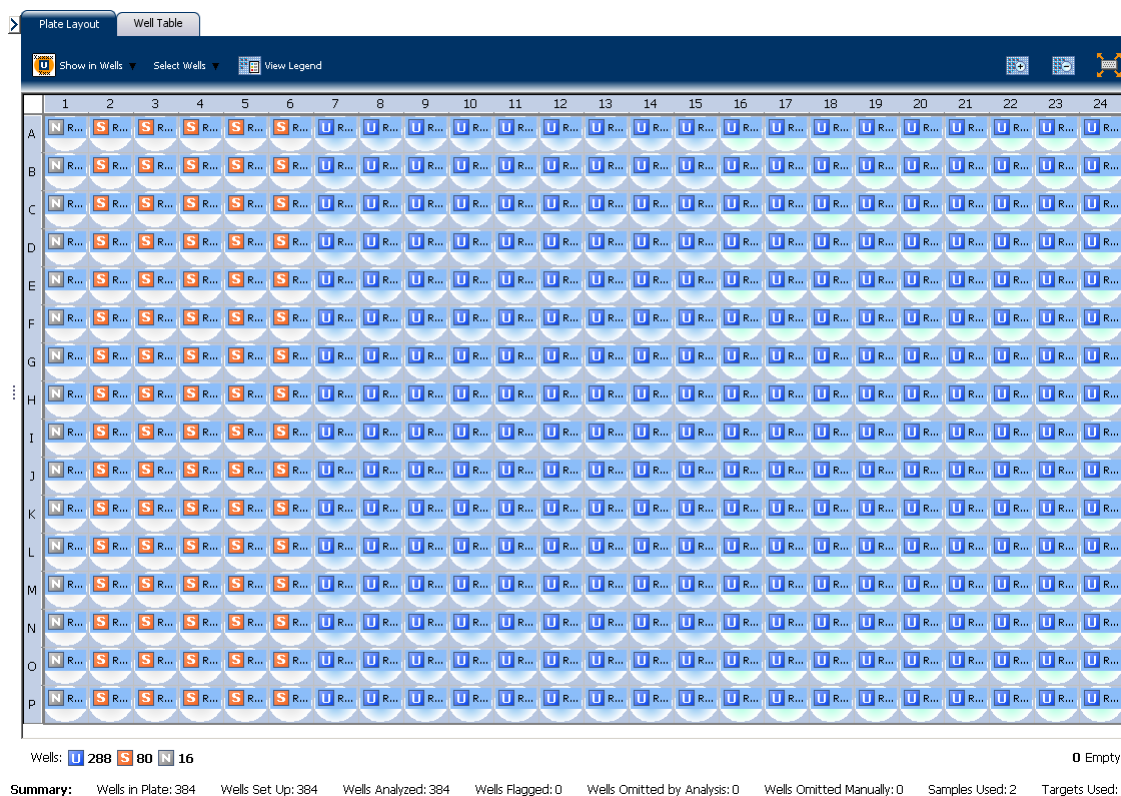 Plate Layout Well Table
U Show in Wells Select Wells View Legend
1 2 3 4 5 6 7 8 9 10 11 12 13 14 15 16 17 18 19 20 21 22 23 24
A N R... S R... S R... S R... S R... S R... U R... U R... U R... U R... U R... U R... U R... U R... U R... U R... U R... U R... U R... U R... U R... U R... U R... U R...
B N R... S R... S R... S R... S R... S R... U R... U R... U R... U R... U R... U R... U R... U R... U R... U R... U R... U R... U R... U R... U R... U R... U R... U R...
C N R... S R... S R... S R... S R... S R... U R... U R... U R... U R... U R... U R... U R... U R... U R... U R... U R... U R... U R... U R... U R... U R... U R... U R...
D N R... S R... S R... S R... S R... S R... U R... U R... U R... U R... U R... U R... U R... U R... U R... U R... U R... U R... U R... U R... U R... U R... U R... U R...
E N R... S R... S R... S R... S R... S R... U R... U R... U R... U R... U R... U R... U R... U R... U R... U R... U R... U R... U R... U R... U R... U R... U R... U R...
F N R... S R... S R... S R... S R... S R... U R... U R... U R... U R... U R... U R... U R... U R... U R... U R... U R... U R... U R... U R... U R... U R... U R... U R...
G N R... S R... S R... S R... S R... S R... U R... U R... U R... U R... U R... U R... U R... U R... U R... U R... U R... U R... U R... U R... U R... U R... U R... U R...
H N R... S R... S R... S R... S R... S R... U R... U R... U R... U R... U R... U R... U R... U R... U R... U R... U R... U R... U R... U R... U R... U R... U R... U R...
I N R... S R... S R... S R... S R... S R... U R... U R... U R... U R... U R... U R... U R... U R... U R... U R... U R... U R... U R... U R... U R... U R... U R... U R...
J N R... S R... S R... S R... S R... S R... U R... U R... U R... U R... U R... U R... U R... U R... U R... U R... U R... U R... U R... U R... U R... U R... U R... U R...
K N R... S R... S R... S R... S R... S R... U R... U R... U R... U R... U R... U R... U R... U R... U R... U R... U R... U R... U R... U R... U R... U R... U R... U R...
L N R... S R... S R... S R... S R... S R... U R... U R... U R... U R... U R... U R... U R... U R... U R... U R... U R... U R... U R... U R... U R... U R... U R... U R...
M N R... S R... S R... S R... S R... S R... U R... U R... U R... U R... U R... U R... U R... U R... U R... U R... U R... U R... U R... U R... U R... U R... U R... U R...
N N R... S R... S R... S R... S R... S R... U R... U R... U R... U R... U R... U R... U R... U R... U R... U R... U R... U R... U R... U R... U R... U R... U R... U R...
O N R... S R... S R... S R... S R... S R... U R... U R... U R... U R... U R... U R... U R... U R... U R... U R... U R... U R... U R... U R... U R... U R... U R... U R...
P N R... S R... S R... S R... S R... S R... U R... U R... U R... U R... U R... U R... U R... U R... U R... U R... U R... U R... U R... U R... U R... U R... U R... U R...
Wells: U 288 S 80 N 16 0 Empty
Summary: Wells in Plate: 384 Wells Set Up: 384 Wells Analyzed: 384 Wells Flagged: 0 Wells Omitted by Analysis: 0 Wells Omitted Manually: 0 Samples Used: 2 Targets Used: